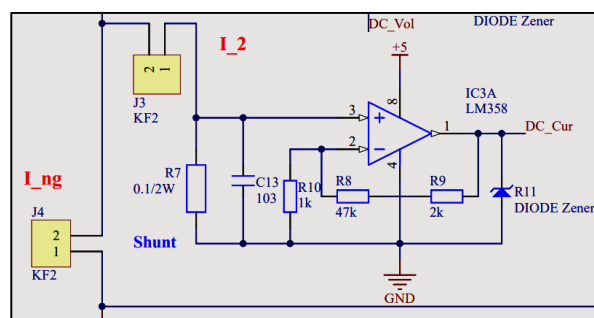 DC_Vol
DIODE Zener
I_2
+5
2
1
J3
KF2
IC3A
LM358
8
3
+
1
DC_Cur
2
−
4
I_ng
R7
0.1/2W
C13
103
R10
1k
R8
47k
R9
2k
R11
DIODE Zener
J4
2
1
KF2
Shunt
GND